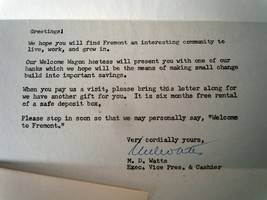 Greetings!
We hope you will find Fremont an interesting community to
live, work, and grow in.
Our Welcome Wagon hostess will present you with one of our
banks which we hope will be the means of making small change
build into important savings.
When you pay us a visit, please bring this letter along for
we have another gift for you. It is six months free rental
of a safe deposit box.
Please stop in soon so that we may personally say, "Welcome
to Fremont."
Very cordially yours,
M. D. Watts
Exec. Vice Pres. & Cashier